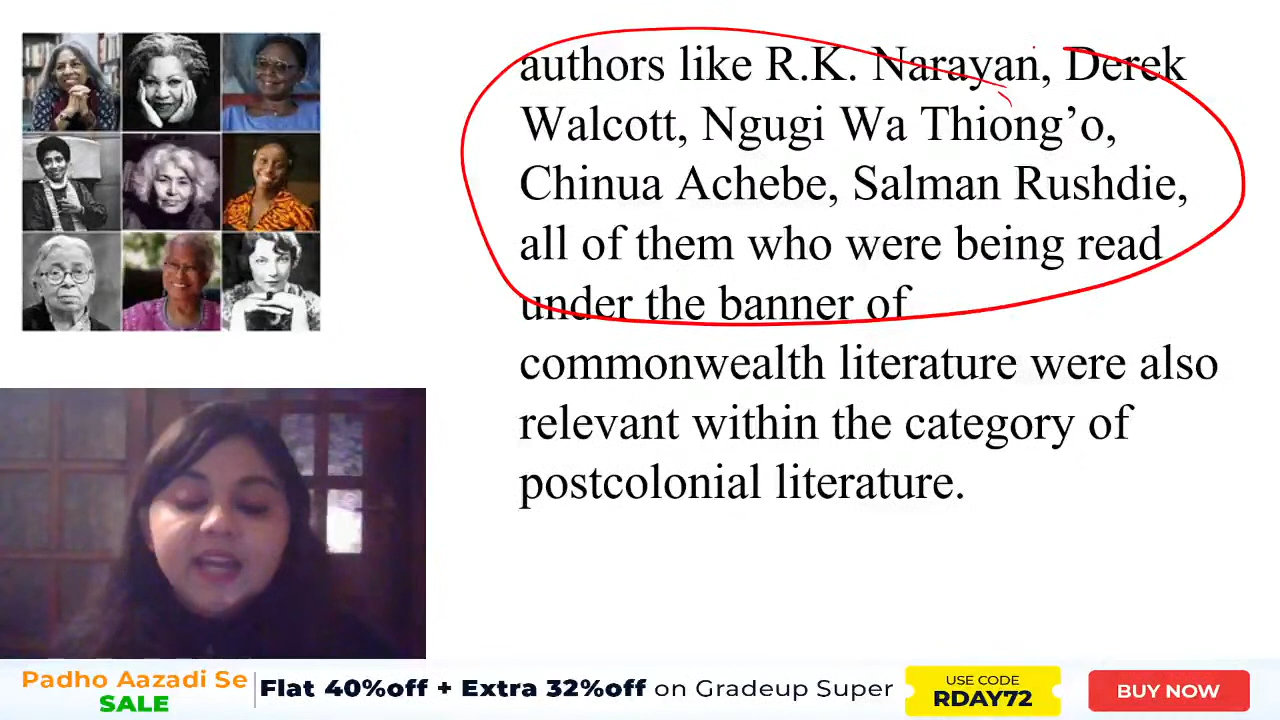 authors like R.K. Narayan, Derek
Walcott, Ngugi Wa Thiong’o,
Chinua Achebe, Salman Rushdie,
all of them who were being read
under the banner of
commonwealth literature were also
relevant within the category of
postcolonial literature.
Padho Aazadi Se
SALE
Flat 40%off + Extra 32%off on Gradeup Super
USE CODE
RDAY72
BUY NOW